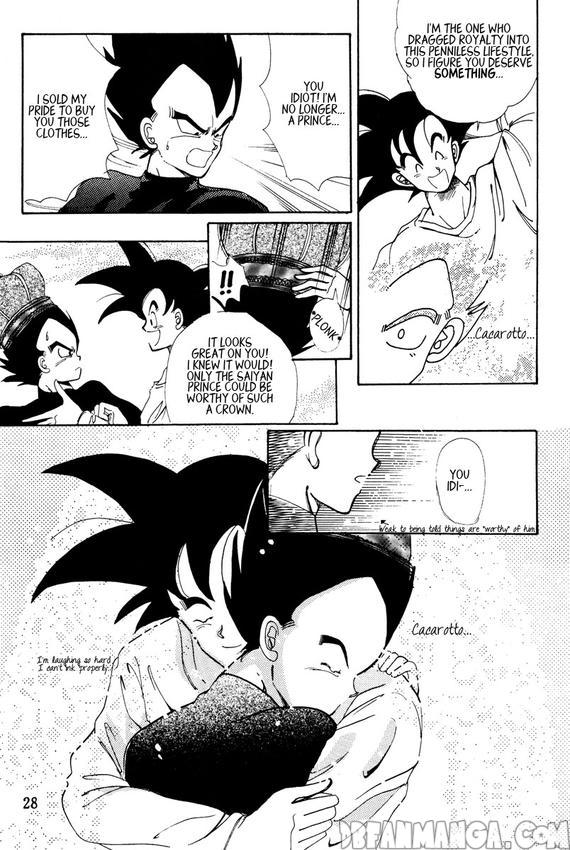 I'M THE ONE WHO
DRAGGED ROYALTY INTO
THIS PENNILESS LIFESTYLE,
SO I FIGURE YOU DESERVE
SOMETHING...
...Cacarotto...
YOU
IDIOT! I'M
NO LONGER...
A PRINCE...
I SOLD MY
PRIDE TO BUY
YOU THOSE
CLOTHES...
!!
*PLONK*
IT LOOKS
GREAT ON YOU!
I KNEW IT WOULD!
ONLY THE SAIYAN
PRINCE COULD BE
WORTHY OF SUCH
A CROWN.
YOU
IDI-...
Weak to being told things are "worthy" of him
Cacarotto...
I'm laughing so hard
I can't ink properly...
28
DBFANMANGA.COM